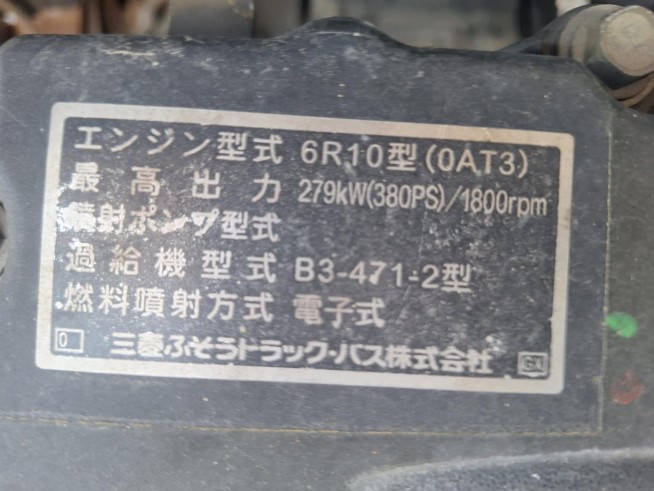 エンジン型式 6R10型(0AT3)
最高出力 279kW(380PS)/1800rpm
噴射ポンプ型式
過給機型式 B3-471-2型
燃料噴射方式 電子式
0 三菱ふそうトラック・バス株式会社 GX